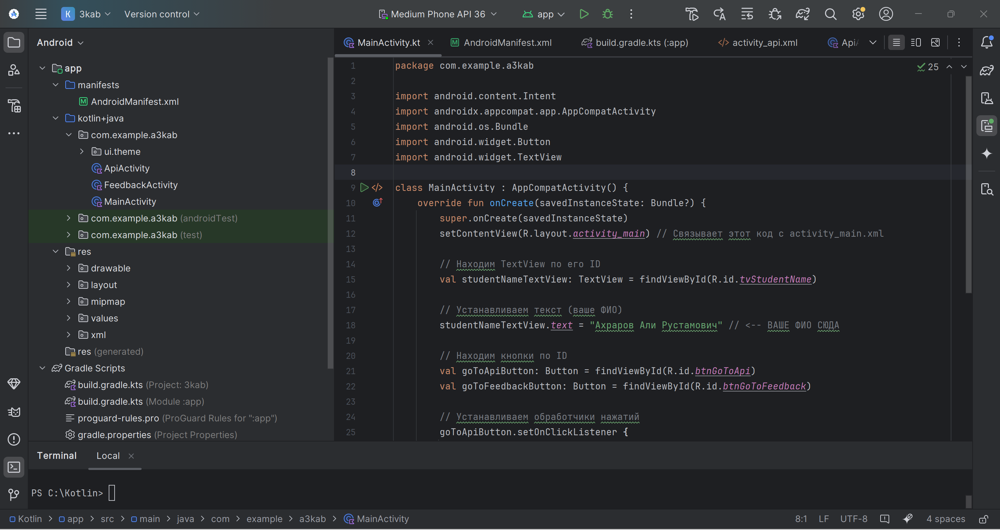 K 3kab Version control Medium Phone API 36 app
Android
app
manifests
AndroidManifest.xml
kotlin+java
com.example.a3kab
ui.theme
ApiActivity
FeedbackActivity
MainActivity
com.example.a3kab (androidTest)
com.example.a3kab (test)
res
drawable
layout
mipmap
values
xml
res (generated)
Gradle Scripts
build.gradle.kts (Project: 3kab)
build.gradle.kts (Module :app)
proguard-rules.pro (ProGuard Rules for ":app")
gradle.properties (Project Properties)
MainActivity.kt AndroidManifest.xml build.gradle.kts (:app) activity_api.xml Api
25
1 package com.example.a3kab
2
3 import android.content.Intent
4 import androidx.appcompat.app.AppCompatActivity
5 import android.os.Bundle
6 import android.widget.Button
7 import android.widget.TextView
8
9 class MainActivity : AppCompatActivity() {
10 override fun onCreate(savedInstanceState: Bundle?) {
11 super.onCreate(savedInstanceState)
12 setContentView(R.layout.activity_main) // Связывает этот код с activity_main.xml
13
14 // Находим TextView по его ID
15 val studentNameTextView: TextView = findViewById(R.id.tvStudentName)
16
17 // Устанавливаем текст (ваше ФИО)
18 studentNameTextView.text = "Ахраров Али Рустамович" // <-- ВАШЕ ФИО СЮДА
19
20 // Находим кнопки по ID
21 val goToApiButton: Button = findViewById(R.id.btnGoToApi)
22 val goToFeedbackButton: Button = findViewById(R.id.btnGoToFeedback)
23
24 // Устанавливаем обработчики нажатий
25 goToApiButton.setOnClickListener {
Terminal Local
PS C:\Kotlin>
Kotlin > app > src > main > java > com > example > a3kab > MainActivity 8:1 LF UTF-8 4 spaces